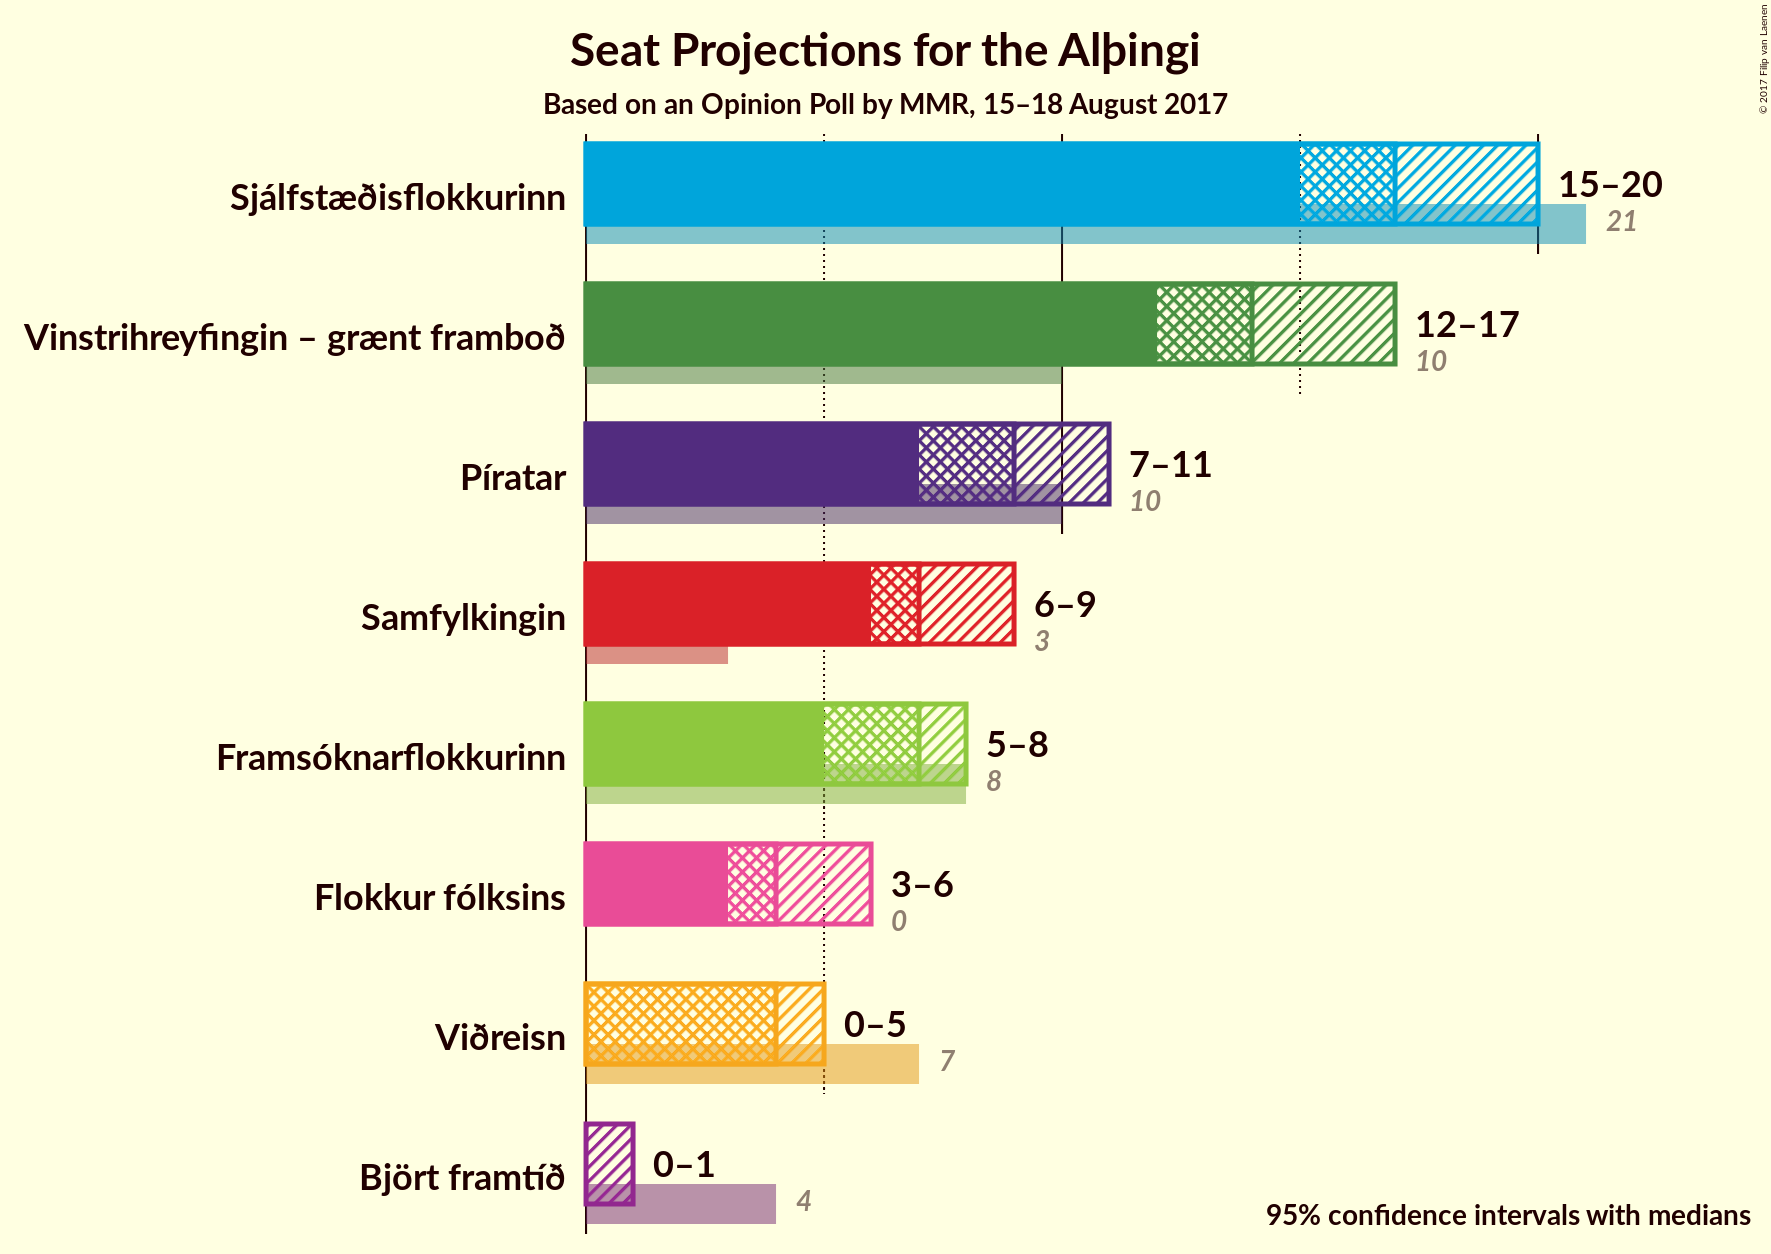 Seat Projections for the Alþingi
Based on an Opinion Poll by MMR, 15–18 August 2017
© 2017 Filip van Laenen
Sjálfstæðisflokkurinn
15–20
21
Vinstrihreyfingin – grænt framboð
12–17
10
Píratar
7–11
10
Samfylkingin
6–9
3
Framsóknarflokkurinn
5–8
8
Flokkur fólksins
3–6
0
Viðreisn
0–5
7
Björt framtíð
0–1
4
95% confidence intervals with medians